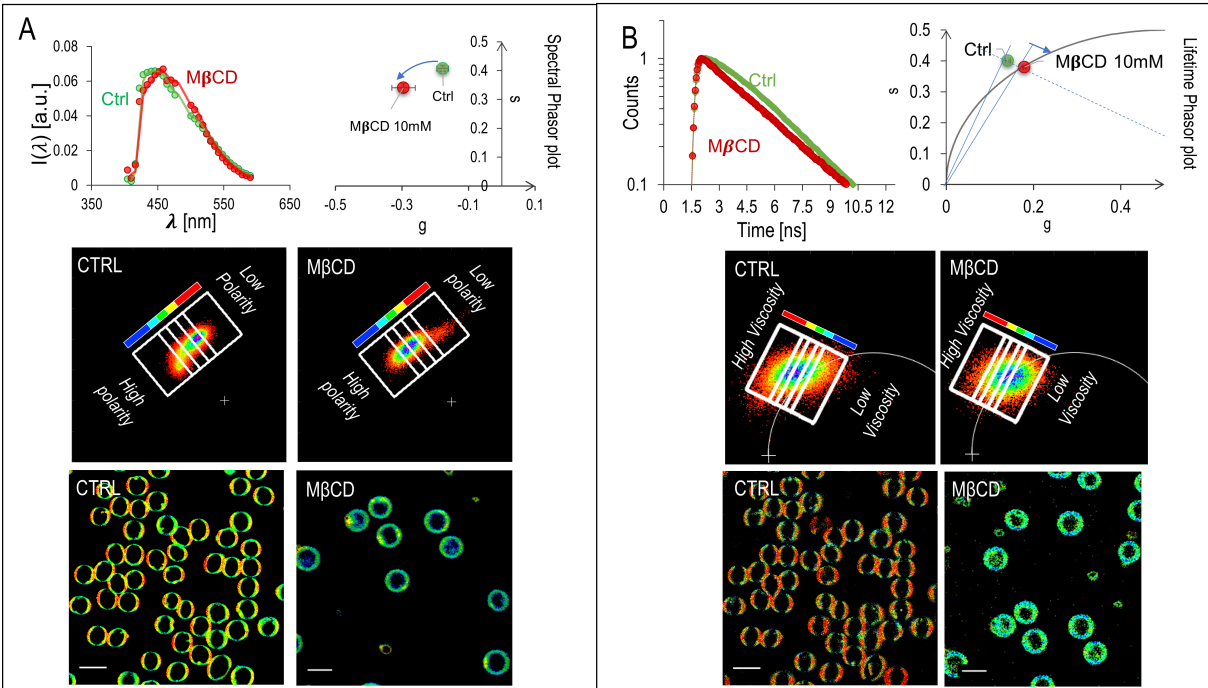 A
0.08
0.06
0.04
0.02
0
I(λ) [a.u.]
Ctrl
MβCD
350
450
550
650
λ [nm]
0.5
0.4
0.3
0.2
0.1
0
s
Spectral Phasor plot
Ctrl
MβCD 10mM
-0.5
-0.3
-0.1
0.1
g
CTRL
Low
Polarity
High
polarity
MβCD
Low
polarity
High
polarity
CTRL
MβCD
B
1
0.1
Counts
Ctrl
MβCD
0
1.5
3
4.5
6
7.5
9
10.5
12
Time [ns]
0.5
0.4
0.3
0.2
0.1
0
s
Ctrl
MβCD 10mM
Lifetime Phasor plot
0
0.2
0.4
g
CTRL
High Viscosity
Low
Viscosity
MβCD
High Viscosity
Low
Viscosity
CTRL
MβCD